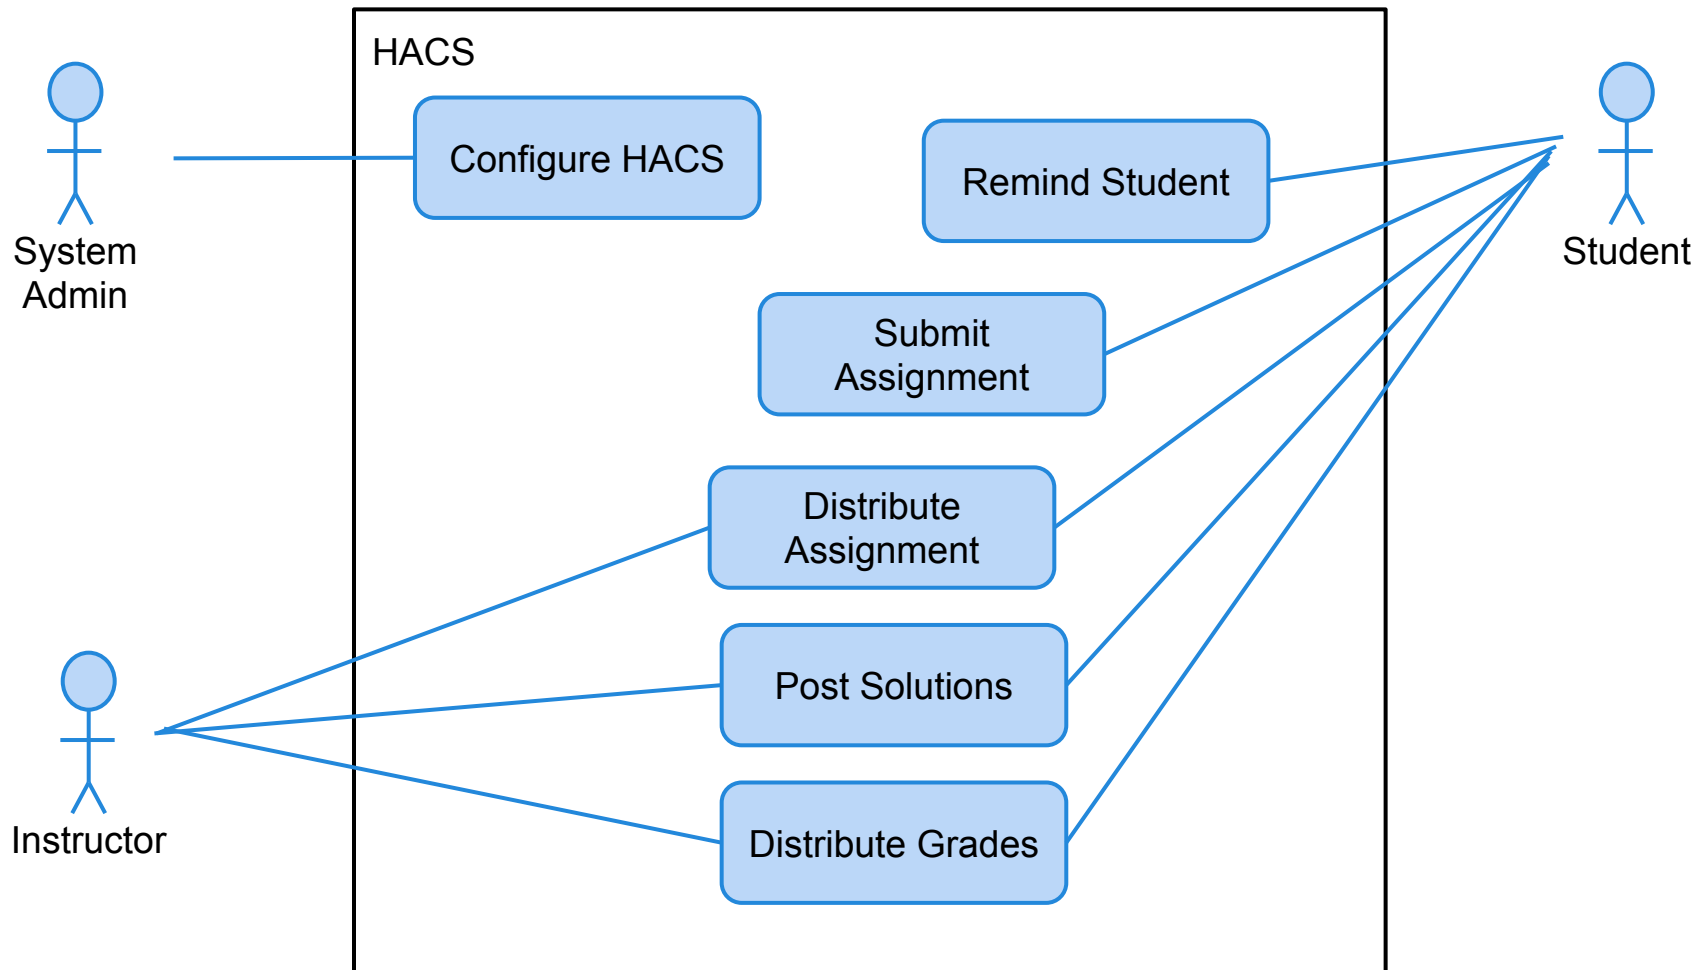 HACS
Configure HACS
Remind Student
System
Admin
Student
Submit
Assignment
Distribute
Assignment
Post Solutions
Instructor
Distribute Grades